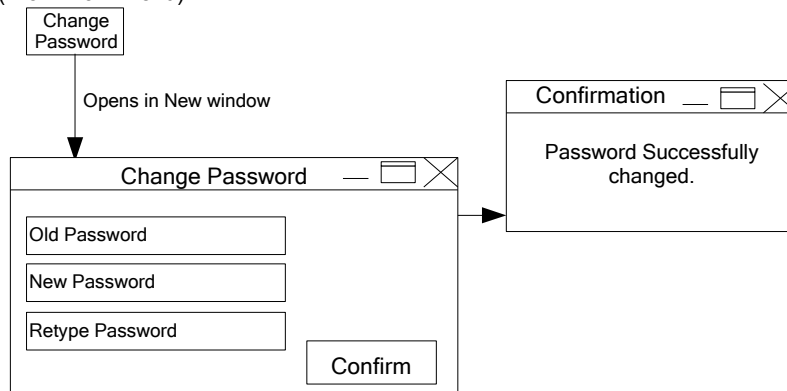 Change
Password
Opens in New window
Confirmation
Password Successfully
changed.
Change Password
Old Password
New Password
Retype Password
Confirm